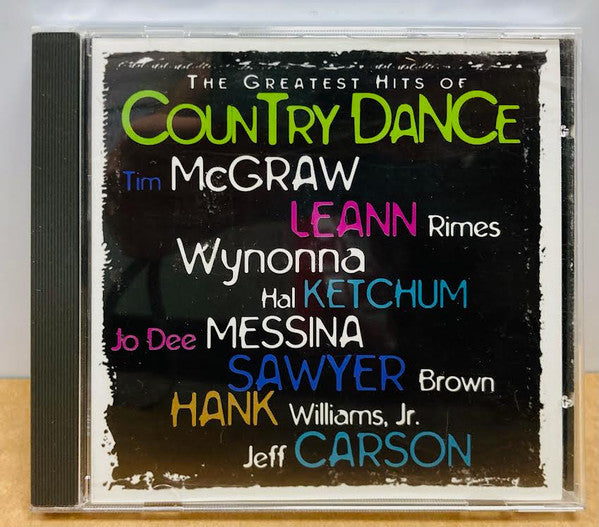 THE GREATEST HITS OF
COUNTRY DANCE
Tim McGRAW
LEANN Rimes
Wynonna
Hal KETCHUM
Jo Dee MESSINA
SAWYER Brown
HANK Williams, Jr.
Jeff CARSON